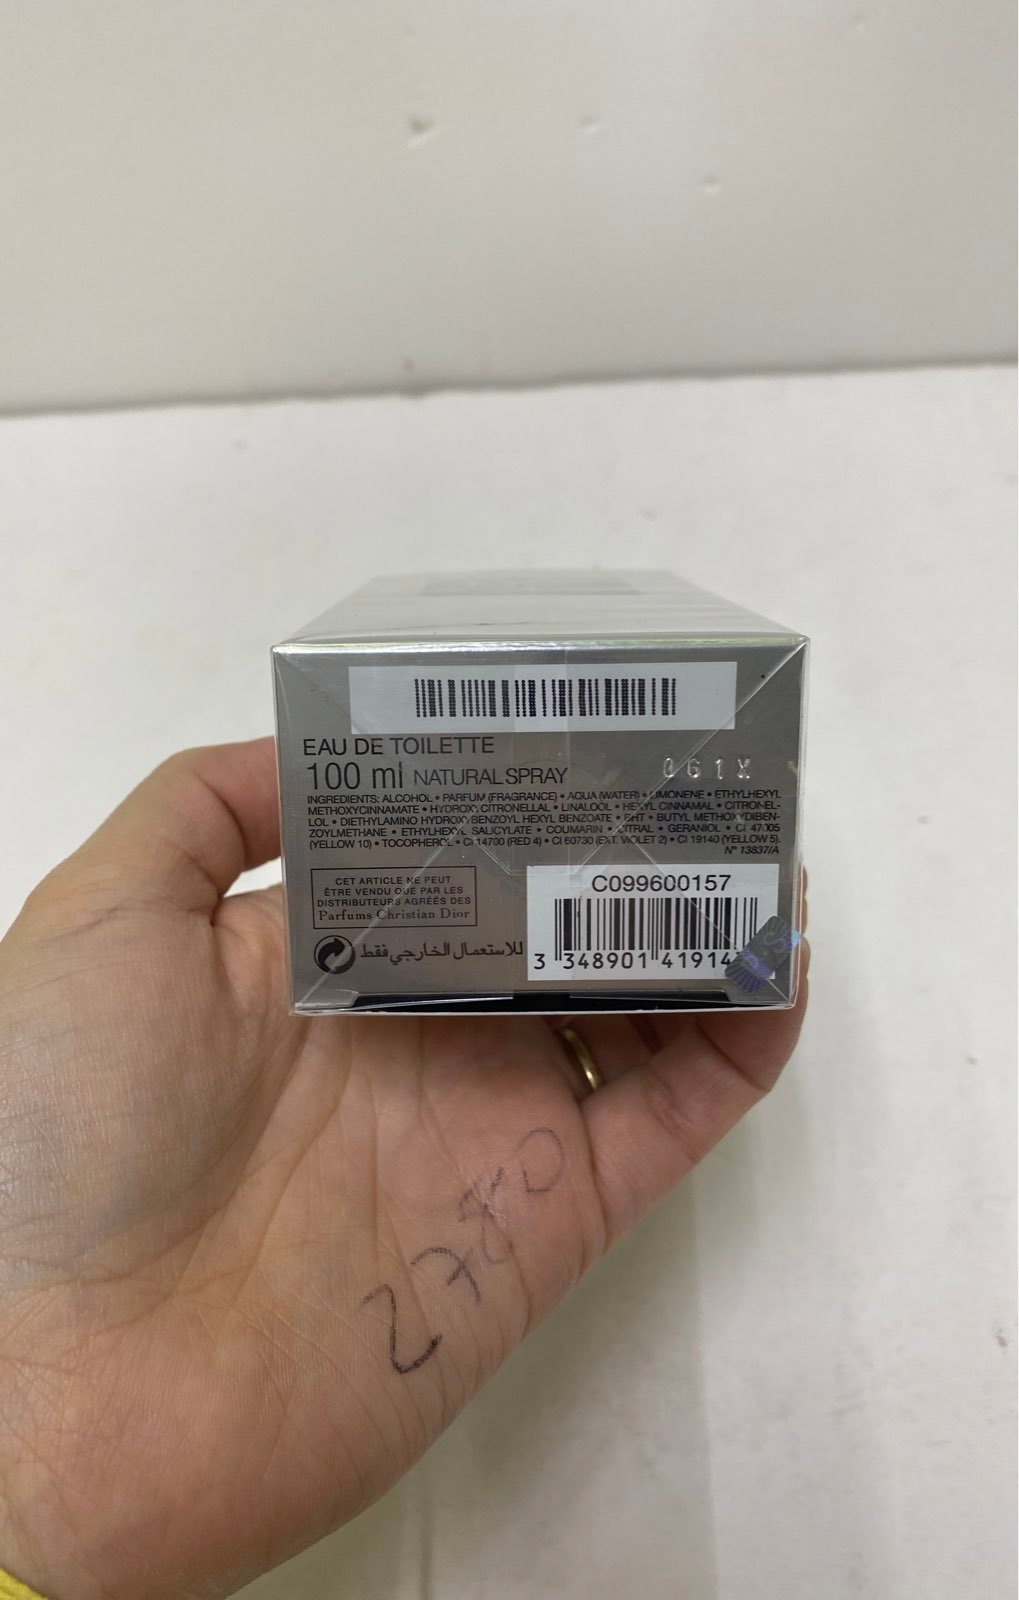 EAU DE TOILETTE
100 ml NATURAL SPRAY
0G1X
INGREDIENTS: ALCOHOL • PARFUM (FRAGRANCE) • AQUA (WATER) • LIMONENE • ETHYLHEXYL
METHOXYCINNAMATE • HYDROXYCITRONELLAL • LINALOOL • HEXYL CINNAMAL • CITRONEL-
LOL • DIETHYLAMINO HYDROXYBENZOYL HEXYL BENZOATE • BHT • BUTYL METHOXYDIBEN-
ZOYLMETHANE • ETHYLHEXYL SALICYLATE • COUMARIN • CITRAL • GERANIOL • CI 47005
(YELLOW 10) • TOCOPHEROL • CI 14700 (RED 4) • CI 60730 (EXT. VIOLET 2) • CI 19140 (YELLOW 5).
N° 13837/A
CET ARTICLE NE PEUT
ÊTRE VENDU QUE PAR LES
DISTRIBUTEURS AGRÉÉS DES
Parfums Christian Dior
للاستعمال الخارجي فقط
C099600157
3 348901 41914
2780